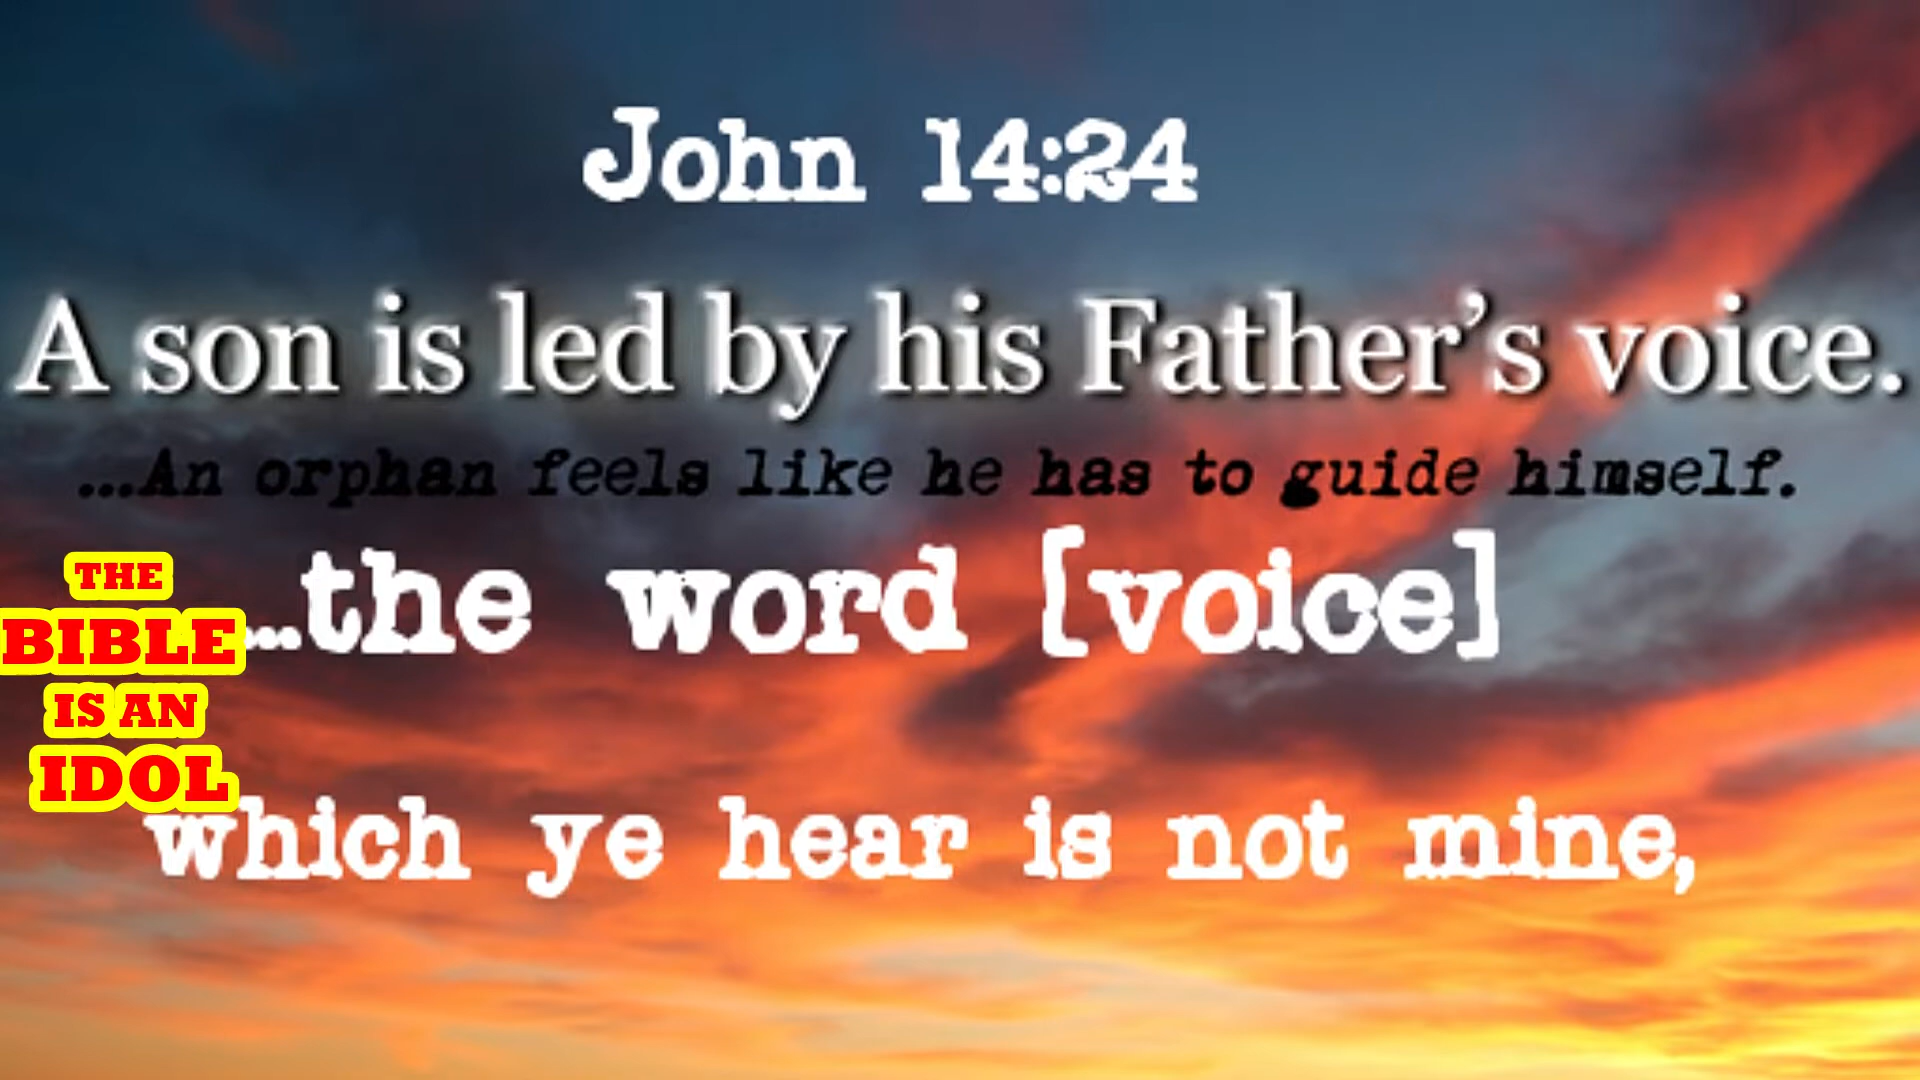 John 14:24
A son is led by his Father's voice.
...An orphan feels like he has to guide himself.
...the word [voice]
which ye hear is not mine,
THE
BIBLE
IS AN
IDOL